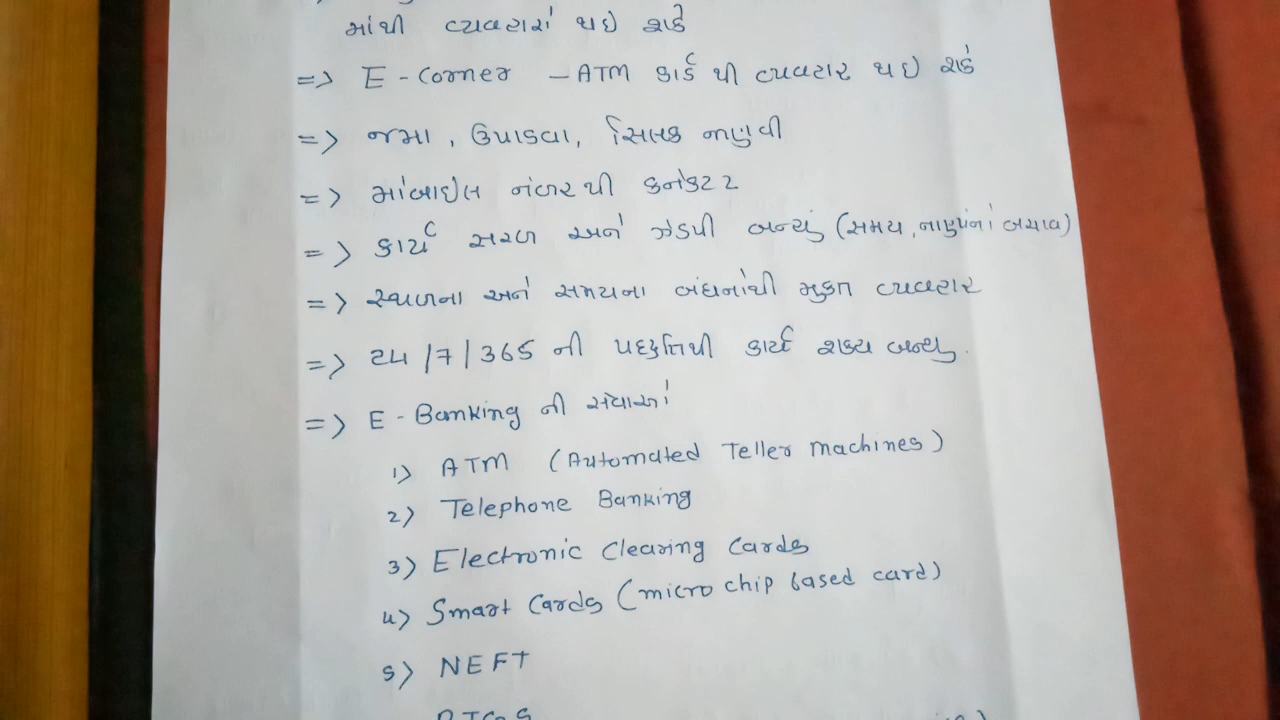 માંથી વ્યવહારો થઇ શકે
=> E - Corner - ATM કાર્ડ થી વ્યવહાર થઇ શકે
=> જમા , ઉપાડવા, સિલક જાણવી
=> મોબાઇલ નંબર થી કનેકટ ર
=> કાર્ય સરળ અને ઝડપી બન્યું (સમય, નાણાંનો બચાવ)
=> સ્થળના અને સમયના બંધનોથી મુક્ત વ્યવહાર
=> 24/7/365 ની પદ્ધતિથી કાર્ય શક્ય બન્યું.
=> E - Banking ની સેવાઓ
1) ATM (Automated Teller Machines)
2) Telephone Banking
3) Electronic Clearing Cards
4) Smart Cards (micro chip based card)
5) NEFT
RTGS